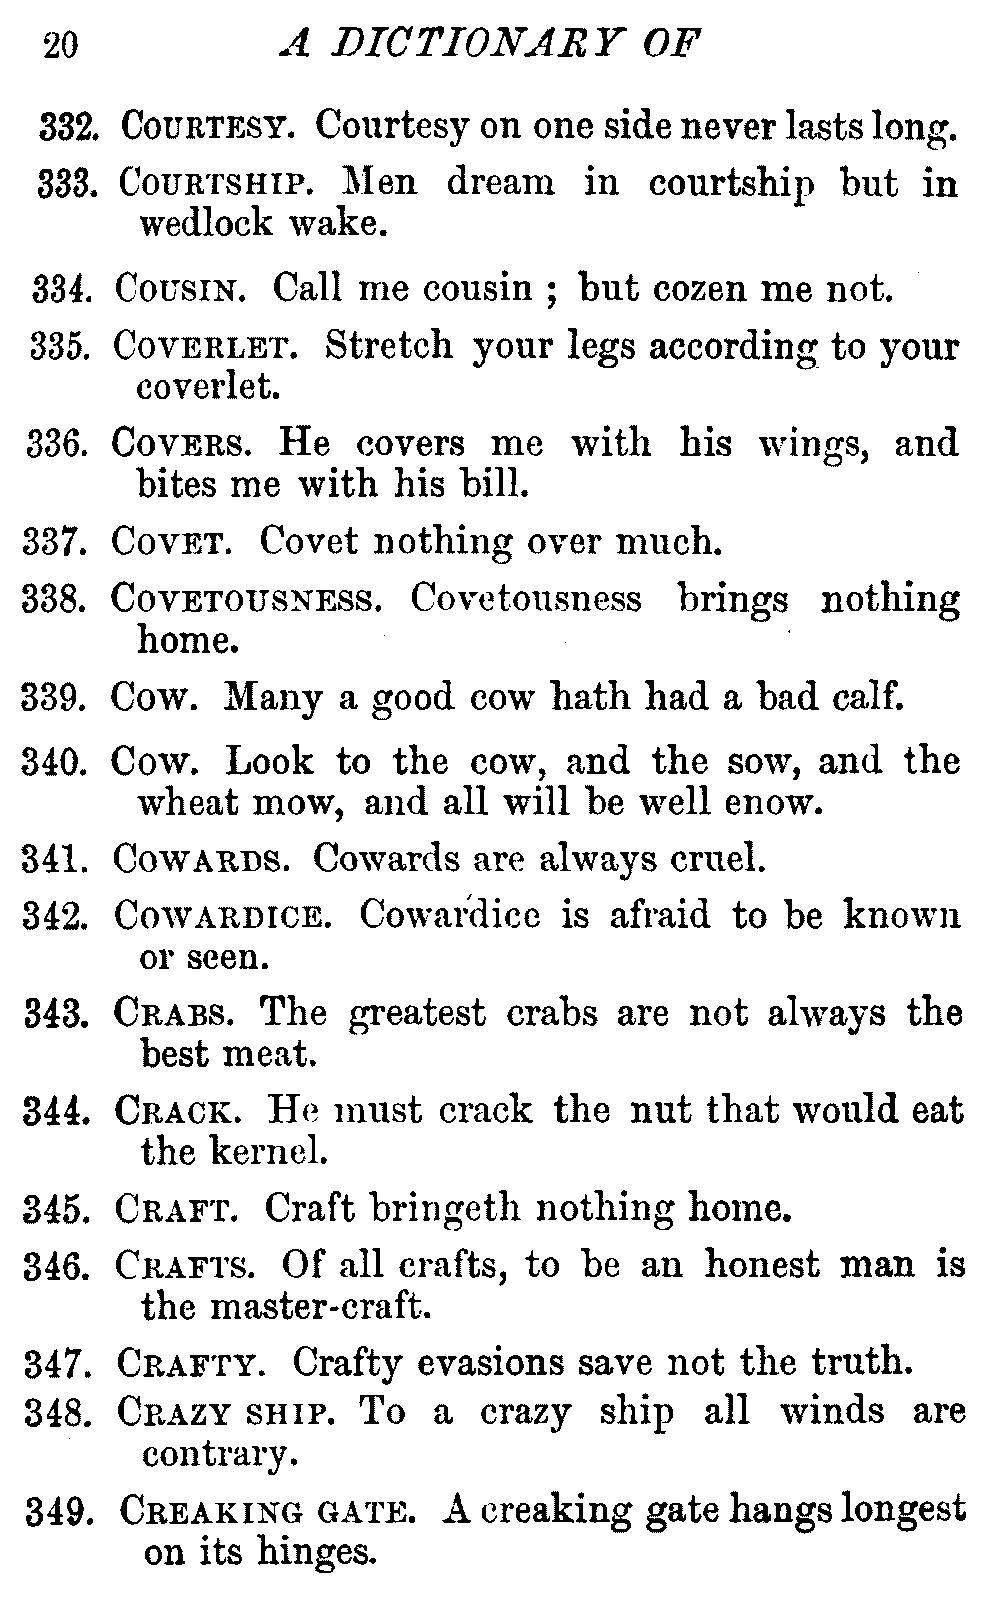 20 A DICTIONARY OF
332. COURTESY. Courtesy on one side never lasts long.
333. COURTSHIP. Men dream in courtship but in
wedlock wake.
334. COUSIN. Call me cousin ; but cozen me not.
335. COVERLET. Stretch your legs according to your
coverlet.
336. COVERS. He covers me with his wings, and
bites me with his bill.
337. COVET. Covet nothing over much.
338. COVETOUSNESS. Covetousness brings nothing
home.
339. COW. Many a good cow hath had a bad calf.
340. COW. Look to the cow, and the sow, and the
wheat mow, and all will be well enow.
341. COWARDS. Cowards are always cruel.
342. COWARDICE. Cowardice is afraid to be known
or seen.
343. CRABS. The greatest crabs are not always the
best meat.
344. CRACK. He must crack the nut that would eat
the kernel.
345. CRAFT. Craft bringeth nothing home.
346. CRAFTS. Of all crafts, to be an honest man is
the master-craft.
347. CRAFTY. Crafty evasions save not the truth.
348. CRAZY SHIP. To a crazy ship all winds are
contrary.
349. CREAKING GATE. A creaking gate hangs longest
on its hinges.